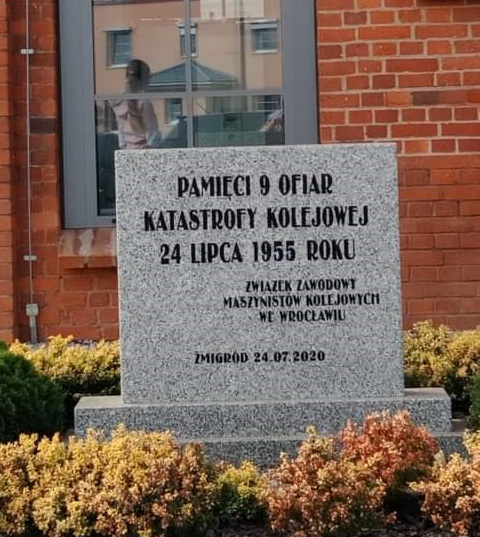 PAMIĘCI 9 OFIAR
KATASTROFY KOLEJOWEJ
24 LIPCA 1955 ROKU
ZWIĄZEK ZAWODOWY
MASZYNISTÓW KOLEJOWYCH
WE WROCŁAWIU
ŻMIGRÓD 24.07.2020